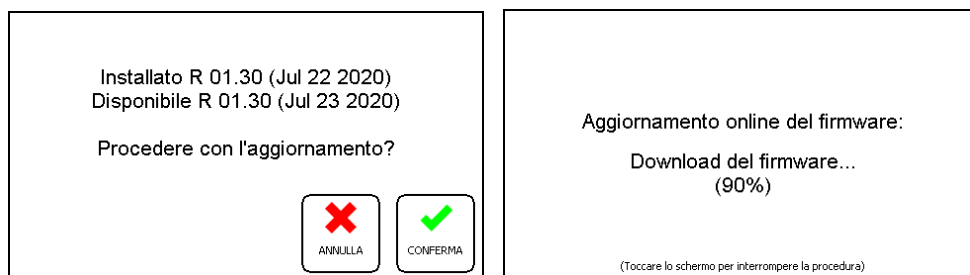 Installato R 01.30 (Jul 22 2020)
Disponibile R 01.30 (Jul 23 2020)
Procedere con l'aggiornamento?
ANNULLA
CONFERMA
Aggiornamento online del firmware:
Download del firmware...
(90%)
(Toccare lo schermo per interrompere la procedura)